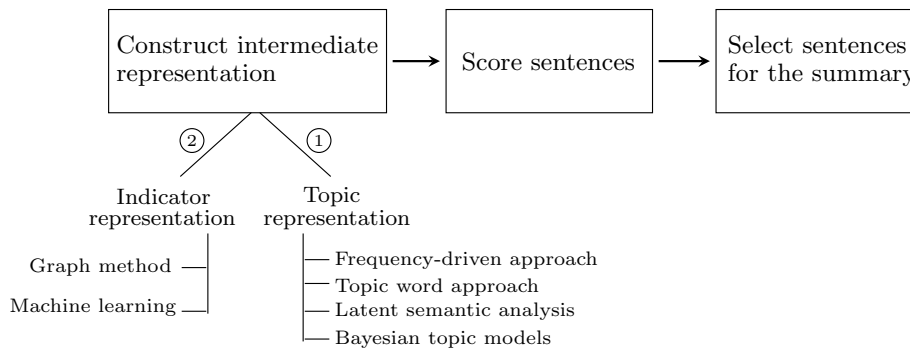 Construct intermediate
representation
Score sentences
Select sentences
for the summary
2
1
Indicator
representation
Topic
representation
Graph method
Machine learning
Frequency-driven approach
Topic word approach
Latent semantic analysis
Bayesian topic models